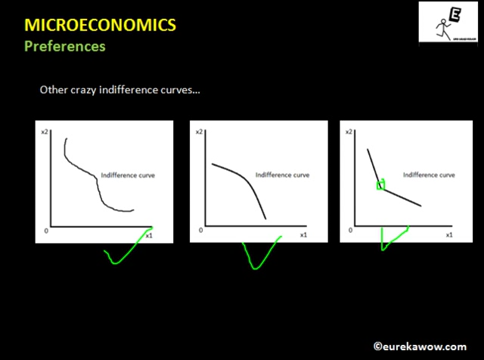 MICROECONOMICS
Preferences
E
Other crazy indifference curves...
x2
Indifference curve
0
x1
x2
Indifference curve
0
x1
x2
Indifference curve
0
x1
©eurekawow.com